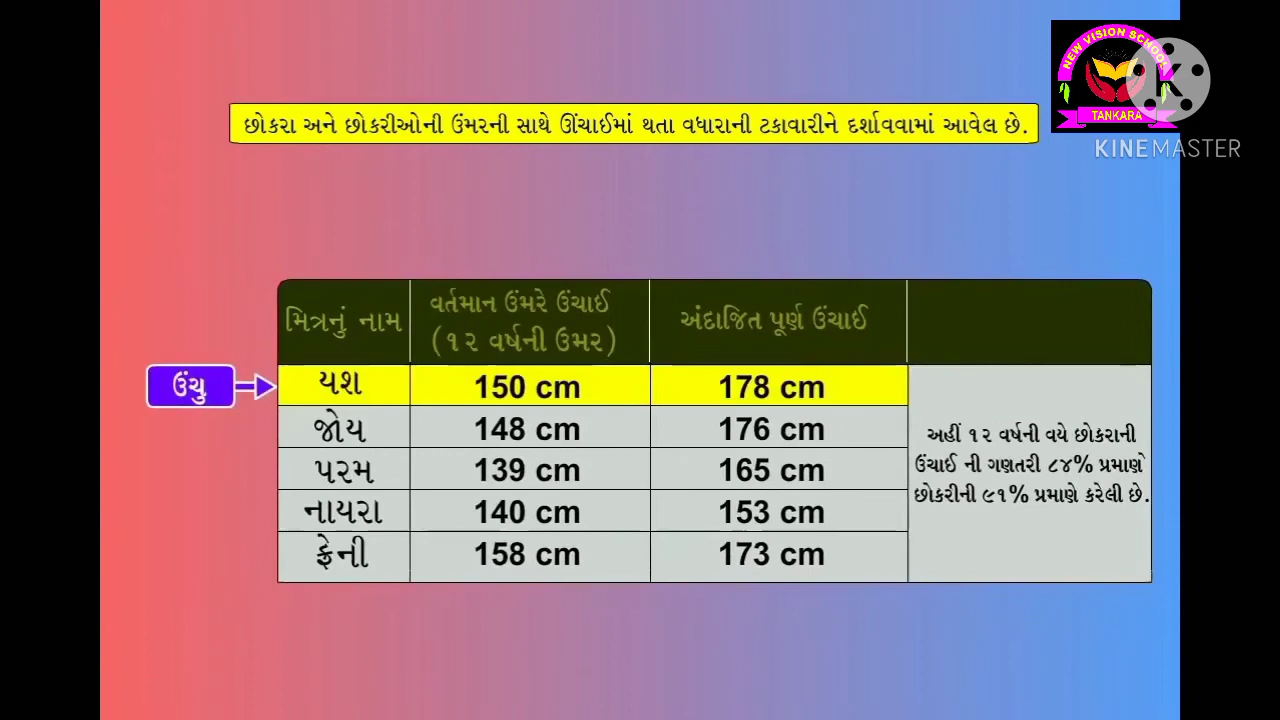 NEW VISION SCHOOL
TANKARA
KINEMASTER
છોકરા અને છોકરીઓની ઉંમરની સાથે ઊંચાઈમાં થતા વધારાની ટકાવારીને દર્શાવવામાં આવેલ છે.
મિત્રનું નામ
વર્તમાન ઉંમરે ઉંચાઈ
(૧૨ વર્ષની ઉમર)
અંદાજિત પૂર્ણ ઉંચાઈ
ઉંચુ
યશ 150 cm 178 cm
જોય 148 cm 176 cm
પરમ 139 cm 165 cm
નાયરા 140 cm 153 cm
ફ્રેની 158 cm 173 cm
અહીં ૧૨ વર્ષની વયે છોકરાની
ઉંચાઈ ની ગણતરી ૮૪% પ્રમાણે
છોકરીની ૯૧% પ્રમાણે કરેલી છે.